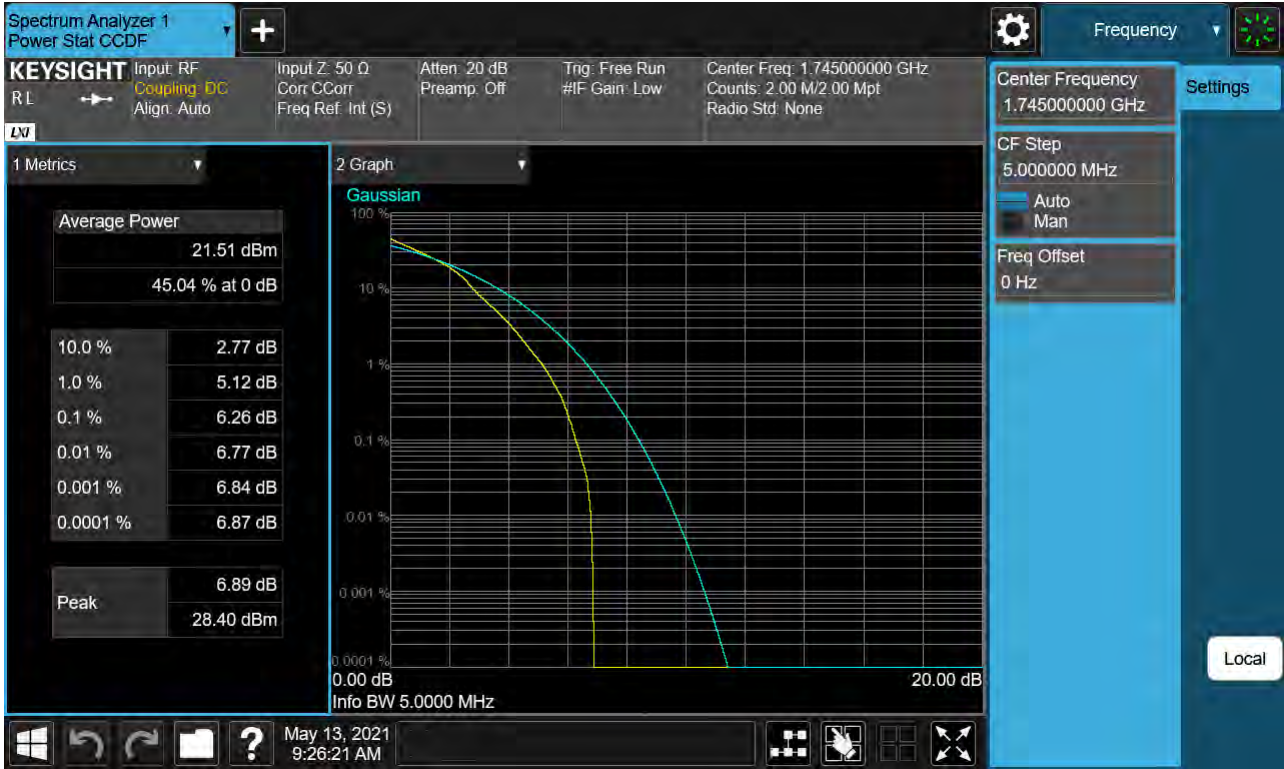 Spectrum Analyzer 1
Power Stat CCDF
Frequency
KEYSIGHT
R L
LXI
Input: RF
Coupling: DC
Align: Auto
Input Z: 50 Ω
Corr CCorr
Freq Ref: Int (S)
Atten: 20 dB
Preamp: Off
Trig: Free Run
#IF Gain: Low
Center Freq: 1.745000000 GHz
Counts: 2.00 M/2.00 Mpt
Radio Std: None
Center Frequency
1.745000000 GHz
Settings
CF Step
5.000000 MHz
Auto
Man
Freq Offset
0 Hz
Local
1 Metrics
Average Power
21.51 dBm
45.04 % at 0 dB
10.0 % 2.77 dB
1.0 % 5.12 dB
0.1 % 6.26 dB
0.01 % 6.77 dB
0.001 % 6.84 dB
0.0001 % 6.87 dB
Peak
6.89 dB
28.40 dBm
2 Graph
Gaussian
100 %
10 %
1 %
0.1 %
0.01 %
0.001 %
0.0001 %
0.00 dB 20.00 dB
Info BW 5.0000 MHz
?
May 13, 2021
9:26:21 AM